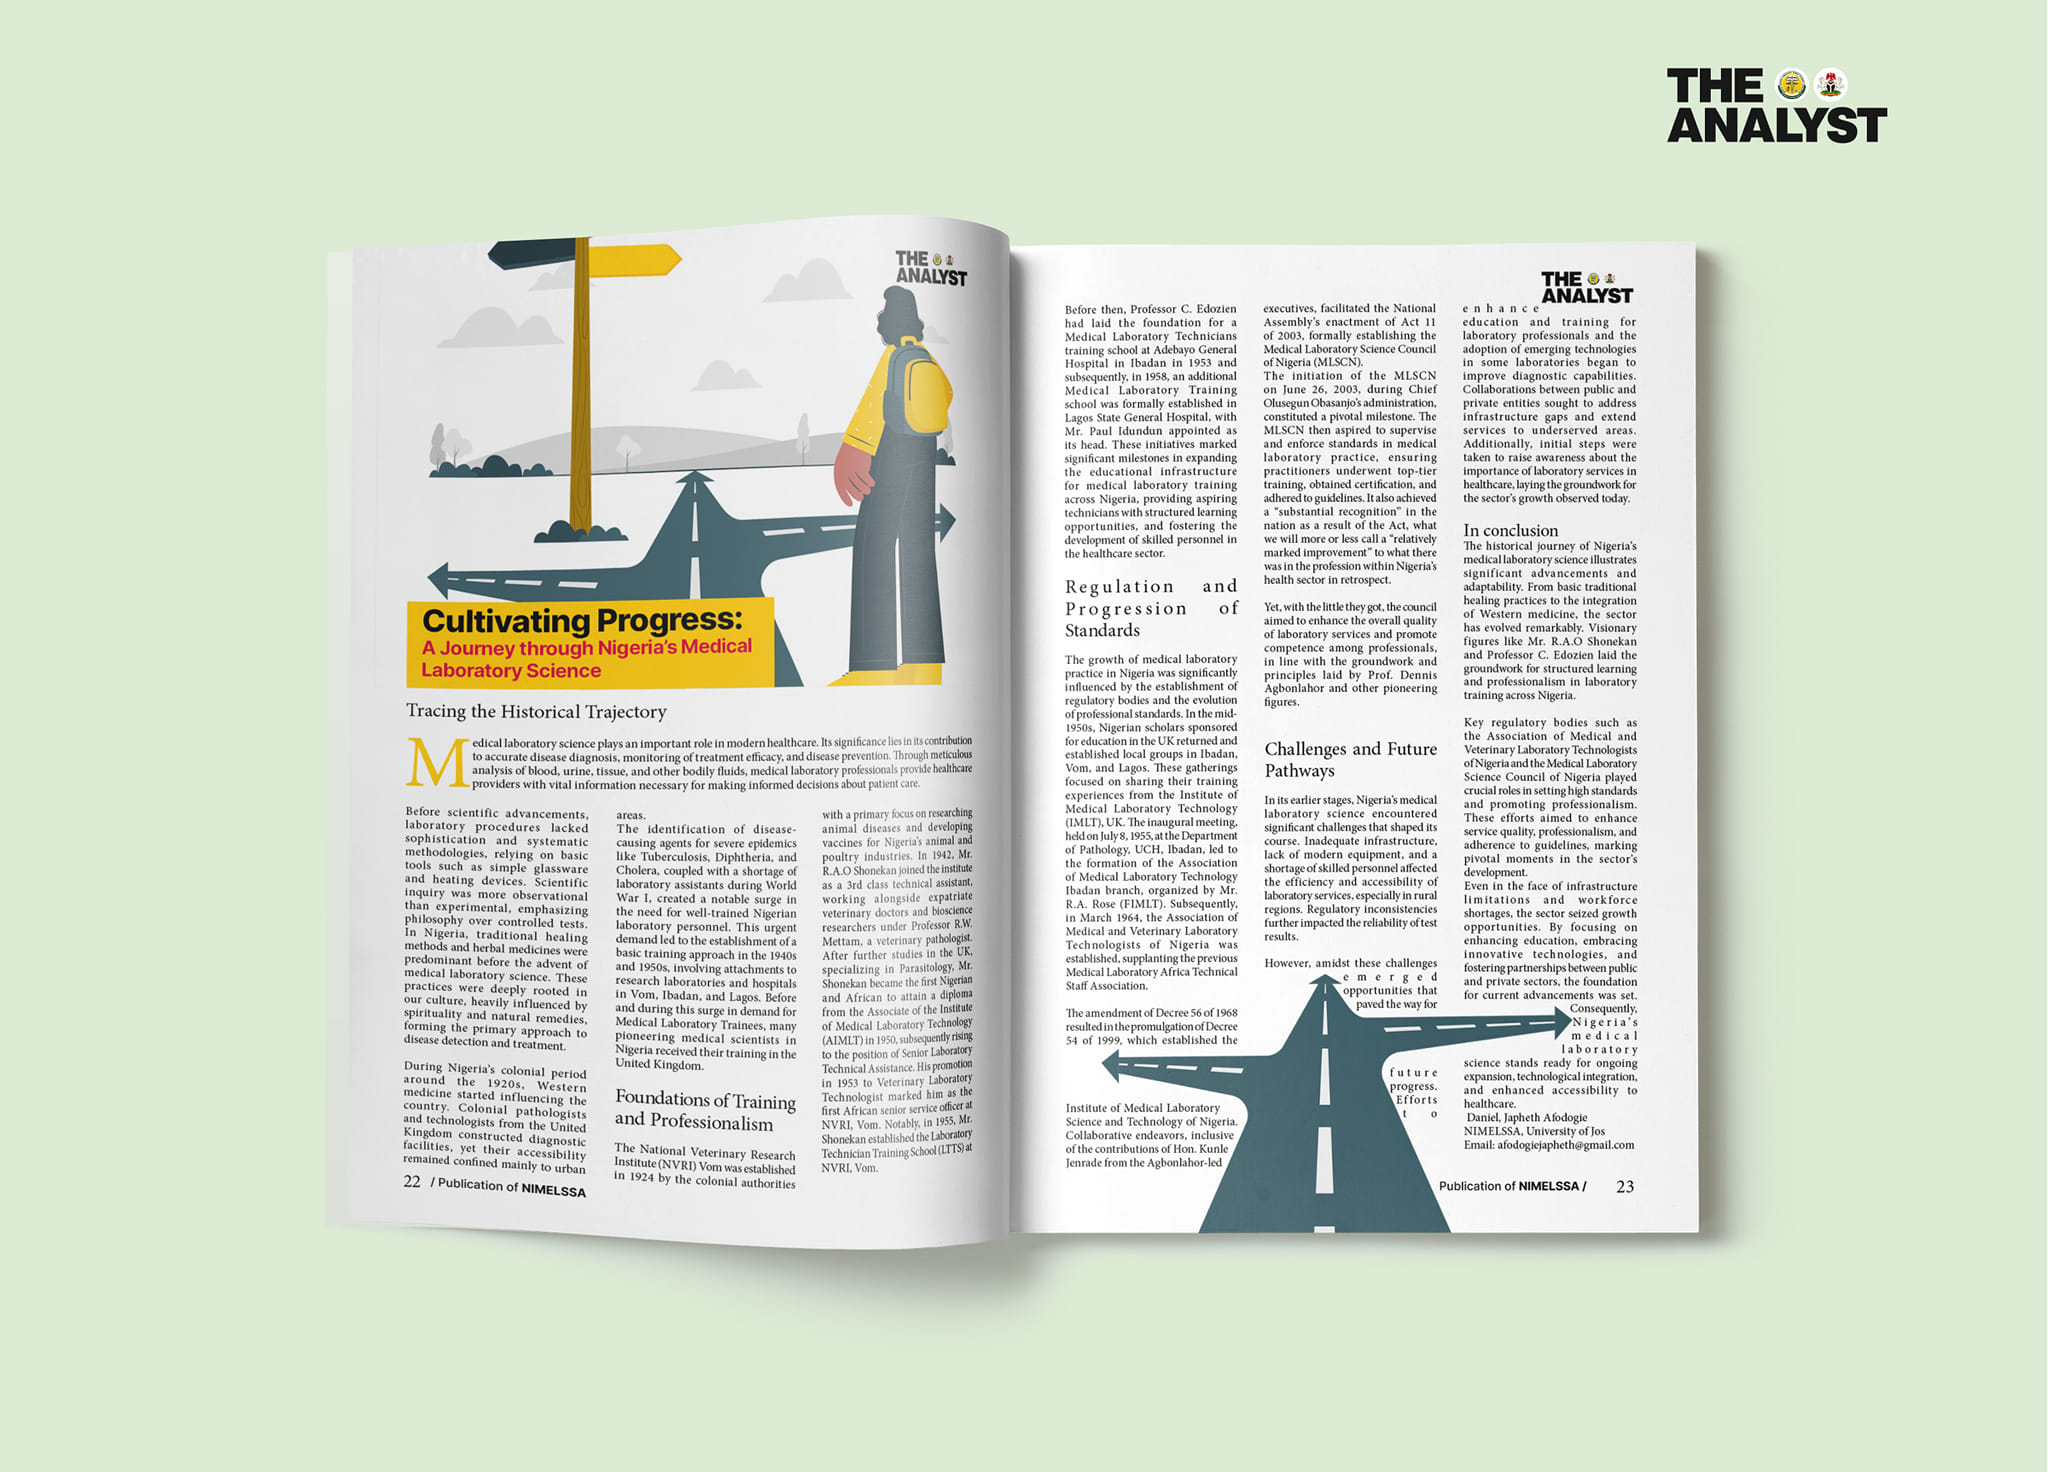 THE
ANALYST
THE
ANALYST
Cultivating Progress:
A Journey through Nigeria's Medical
Laboratory Science
Tracing the Historical Trajectory
Medical laboratory science plays an important role in modern healthcare. Its significance lies in its contribution
to accurate disease diagnosis, monitoring of treatment efficacy, and disease prevention. Through meticulous
analysis of blood, urine, tissue, and other bodily fluids, medical laboratory professionals provide healthcare
providers with vital information necessary for making informed decisions about patient care.
Before scientific advancements,
laboratory procedures lacked
sophistication and systematic
methodologies, relying on basic
tools such as simple glassware
and heating devices. Scientific
inquiry was more observational
than experimental, emphasizing
philosophy over controlled tests.
In Nigeria, traditional healing
methods and herbal medicines were
predominant before the advent of
medical laboratory science. These
practices were deeply rooted in
our culture, heavily influenced by
spirituality and natural remedies,
forming the primary approach to
disease detection and treatment.
During Nigeria's colonial period
around the 1920s, Western
medicine started influencing the
country. Colonial pathologists
and technologists from the United
Kingdom constructed diagnostic
facilities, yet their accessibility
remained confined mainly to urban
areas.
The identification of disease-
causing agents for severe epidemics
like Tuberculosis, Diphtheria, and
Cholera, coupled with a shortage of
laboratory assistants during World
War I, created a notable surge in
the need for well-trained Nigerian
laboratory personnel. This urgent
demand led to the establishment of a
basic training approach in the 1940s
and 1950s, involving attachments to
research laboratories and hospitals
in Vom, Ibadan, and Lagos. Before
and during this surge in demand for
Medical Laboratory Trainees, many
pioneering medical scientists in
Nigeria received their training in the
United Kingdom.
Foundations of Training
and Professionalism
The National Veterinary Research
Institute (NVRI) Vom was established
in 1924 by the colonial authorities
with a primary focus on researching
animal diseases and developing
vaccines for Nigeria's animal and
poultry industries. In 1942, Mr.
R.A.O Shonekan joined the institute
as a 3rd class technical assistant,
working alongside expatriate
veterinary doctors and bioscience
researchers under Professor R.W.
Mettam, a veterinary pathologist.
After further studies in the UK,
specializing in Parasitology, Mr.
Shonekan became the first Nigerian
and African to attain a diploma
from the Associate of the Institute
of Medical Laboratory Technology
(AIMLT) in 1950, subsequently rising
to the position of Senior Laboratory
Technical Assistance. His promotion
in 1953 to Veterinary Laboratory
Technologist marked him as the
first African senior service officer at
NVRI, Vom. Notably, in 1955, Mr.
Shonekan established the Laboratory
Technician Training School (LTTS) at
NVRI, Vom.
22 / Publication of NIMELSSA
THE
ANALYST
Before then, Professor C. Edozien
had laid the foundation for a
Medical Laboratory Technicians
training school at Adebayo General
Hospital in Ibadan in 1953 and
subsequently, in 1958, an additional
Medical Laboratory Training
school was formally established in
Lagos State General Hospital, with
Mr. Paul Idundun appointed as
its head. These initiatives marked
significant milestones in expanding
the educational infrastructure
for medical laboratory training
across Nigeria, providing aspiring
technicians with structured learning
opportunities, and fostering the
development of skilled personnel in
the healthcare sector.
Regulation and
Progression of
Standards
The growth of medical laboratory
practice in Nigeria was significantly
influenced by the establishment of
regulatory bodies and the evolution
of professional standards. In the mid-
1950s, Nigerian scholars sponsored
for education in the UK returned and
established local groups in Ibadan,
Vom, and Lagos. These gatherings
focused on sharing their training
experiences from the Institute of
Medical Laboratory Technology
(IMLT), UK. The inaugural meeting,
held on July 8, 1955, at the Department
of Pathology, UCH, Ibadan, led to
the formation of the Association
of Medical Laboratory Technology
Ibadan branch, organized by Mr.
R.A. Rose (FIMLT). Subsequently,
in March 1964, the Association of
Medical and Veterinary Laboratory
Technologists of Nigeria was
established, supplanting the previous
Medical Laboratory Africa Technical
Staff Association.
The amendment of Decree 56 of 1968
resulted in the promulgation of Decree
54 of 1999, which established the
Institute of Medical Laboratory
Science and Technology of Nigeria.
Collaborative endeavors, inclusive
of the contributions of Hon. Kunle
Jenrade from the Agbonlahor-led
executives, facilitated the National
Assembly's enactment of Act 11
of 2003, formally establishing the
Medical Laboratory Science Council
of Nigeria (MLSCN).
The initiation of the MLSCN
on June 26, 2003, during Chief
Olusegun Obasanjo's administration,
constituted a pivotal milestone. The
MLSCN then aspired to supervise
and enforce standards in medical
laboratory practice, ensuring
practitioners underwent top-tier
training, obtained certification, and
adhered to guidelines. It also achieved
a "substantial recognition" in the
nation as a result of the Act, what
we will more or less call a "relatively
marked improvement" to what there
was in the profession within Nigeria's
health sector in retrospect.
Yet, with the little they got, the council
aimed to enhance the overall quality
of laboratory services and promote
competence among professionals,
in line with the groundwork and
principles laid by Prof. Dennis
Agbonlahor and other pioneering
figures.
Challenges and Future
Pathways
In its earlier stages, Nigeria's medical
laboratory science encountered
significant challenges that shaped its
course. Inadequate infrastructure,
lack of modern equipment, and a
shortage of skilled personnel affected
the efficiency and accessibility of
laboratory services, especially in rural
regions. Regulatory inconsistencies
further impacted the reliability of test
results.
However, amidst these challenges
emerged
opportunities that
paved the way for
future
progress.
Efforts
to
enhance
education and training for
laboratory professionals and the
adoption of emerging technologies
in some laboratories began to
improve diagnostic capabilities.
Collaborations between public and
private entities sought to address
infrastructure gaps and extend
services to underserved areas.
Additionally, initial steps were
taken to raise awareness about the
importance of laboratory services in
healthcare, laying the groundwork for
the sector's growth observed today.
In conclusion
The historical journey of Nigeria's
medical laboratory science illustrates
significant advancements and
adaptability. From basic traditional
healing practices to the integration
of Western medicine, the sector
has evolved remarkably. Visionary
figures like Mr. R.A.O Shonekan
and Professor C. Edozien laid the
groundwork for structured learning
and professionalism in laboratory
training across Nigeria.
Key regulatory bodies such as
the Association of Medical and
Veterinary Laboratory Technologists
of Nigeria and the Medical Laboratory
Science Council of Nigeria played
crucial roles in setting high standards
and promoting professionalism.
These efforts aimed to enhance
service quality, professionalism, and
adherence to guidelines, marking
pivotal moments in the sector's
development.
Even in the face of infrastructure
limitations and workforce
shortages, the sector seized growth
opportunities. By focusing on
enhancing education, embracing
innovative technologies, and
fostering partnerships between public
and private sectors, the foundation
for current advancements was set.
Consequently,
Nigeria's
medical
laboratory
science stands ready for ongoing
expansion, technological integration,
and enhanced accessibility to
healthcare.
Daniel, Japheth Afodogie
NIMELSSA, University of Jos
Email: afodogiejapheth@gmail.com
Publication of NIMELSSA / 23